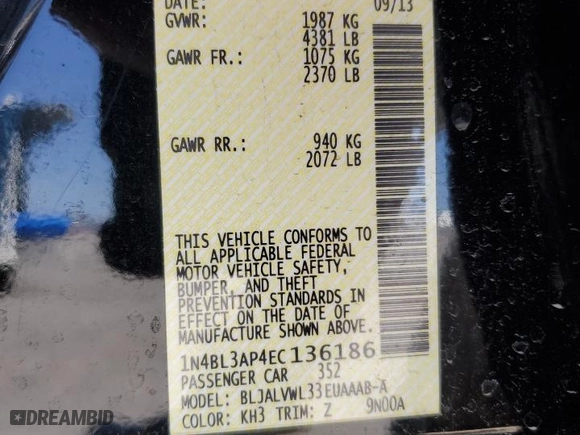 DATE: 09/13
GVWR: 1987 KG
4381 LB
GAWR FR.: 1075 KG
2370 LB
GAWR RR.: 940 KG
2072 LB
THIS VEHICLE CONFORMS TO
ALL APPLICABLE FEDERAL
MOTOR VEHICLE SAFETY,
BUMPER, AND THEFT
PREVENTION STANDARDS IN
EFFECT ON THE DATE OF
MANUFACTURE SHOWN ABOVE.
1N4BL3AP4EC136186
PASSENGER CAR 352
MODEL: BLJALVWL33EUAAAB-A
COLOR: KH3 TRIM: Z 9N00A
DREAMBID